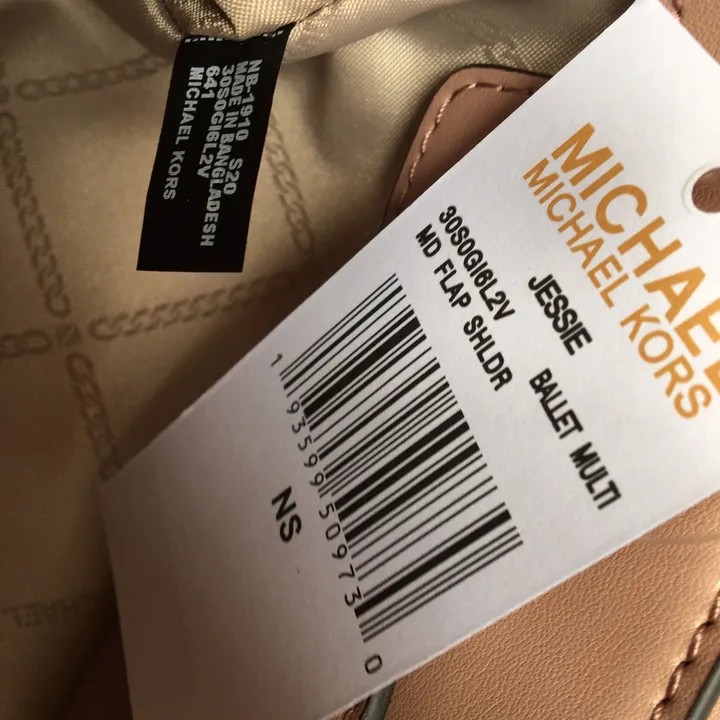 NB-1910 S20
MADE IN BANGLADESH
30S0GI6L2V
641
MICHAEL KORS
MICHAEL
MICHAEL KORS
JESSIE BALLET MULTI
30S0GI6L2V
MD FLAP SHLDR
1 93599 50973 0
NS
MICHAEL